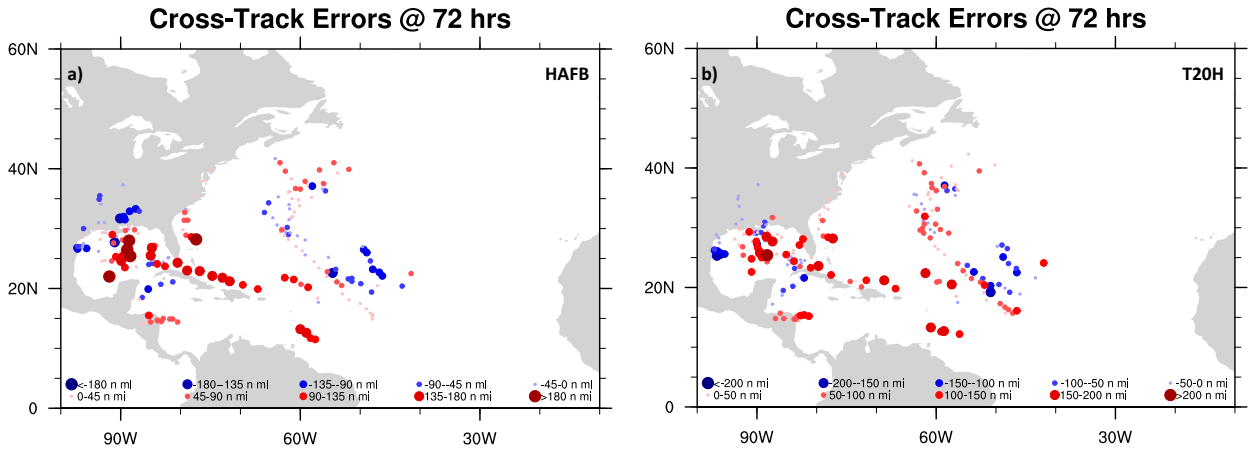 Cross-Track Errors @ 72 hrs
60N
a)
HAFB
40N
20N
<-180 n mi
-180--135 n mi
-135-90 n mi
-90--45 n mi
-45-0 n mi
0-45 n mi
45-90 n mi
90-135 n mi
135-180 n mi
>180 n mi
0
90W
60W
30W
Cross-Track Errors @ 72 hrs
60N
b)
T20H
40N
20N
<-200 n mi
-200--150 n mi
-150--100 n mi
-100--50 n mi
-50-0 n mi
0-50 n mi
50-100 n mi
100-150 n mi
150-200 n mi
>200 n mi
0
90W
60W
30W